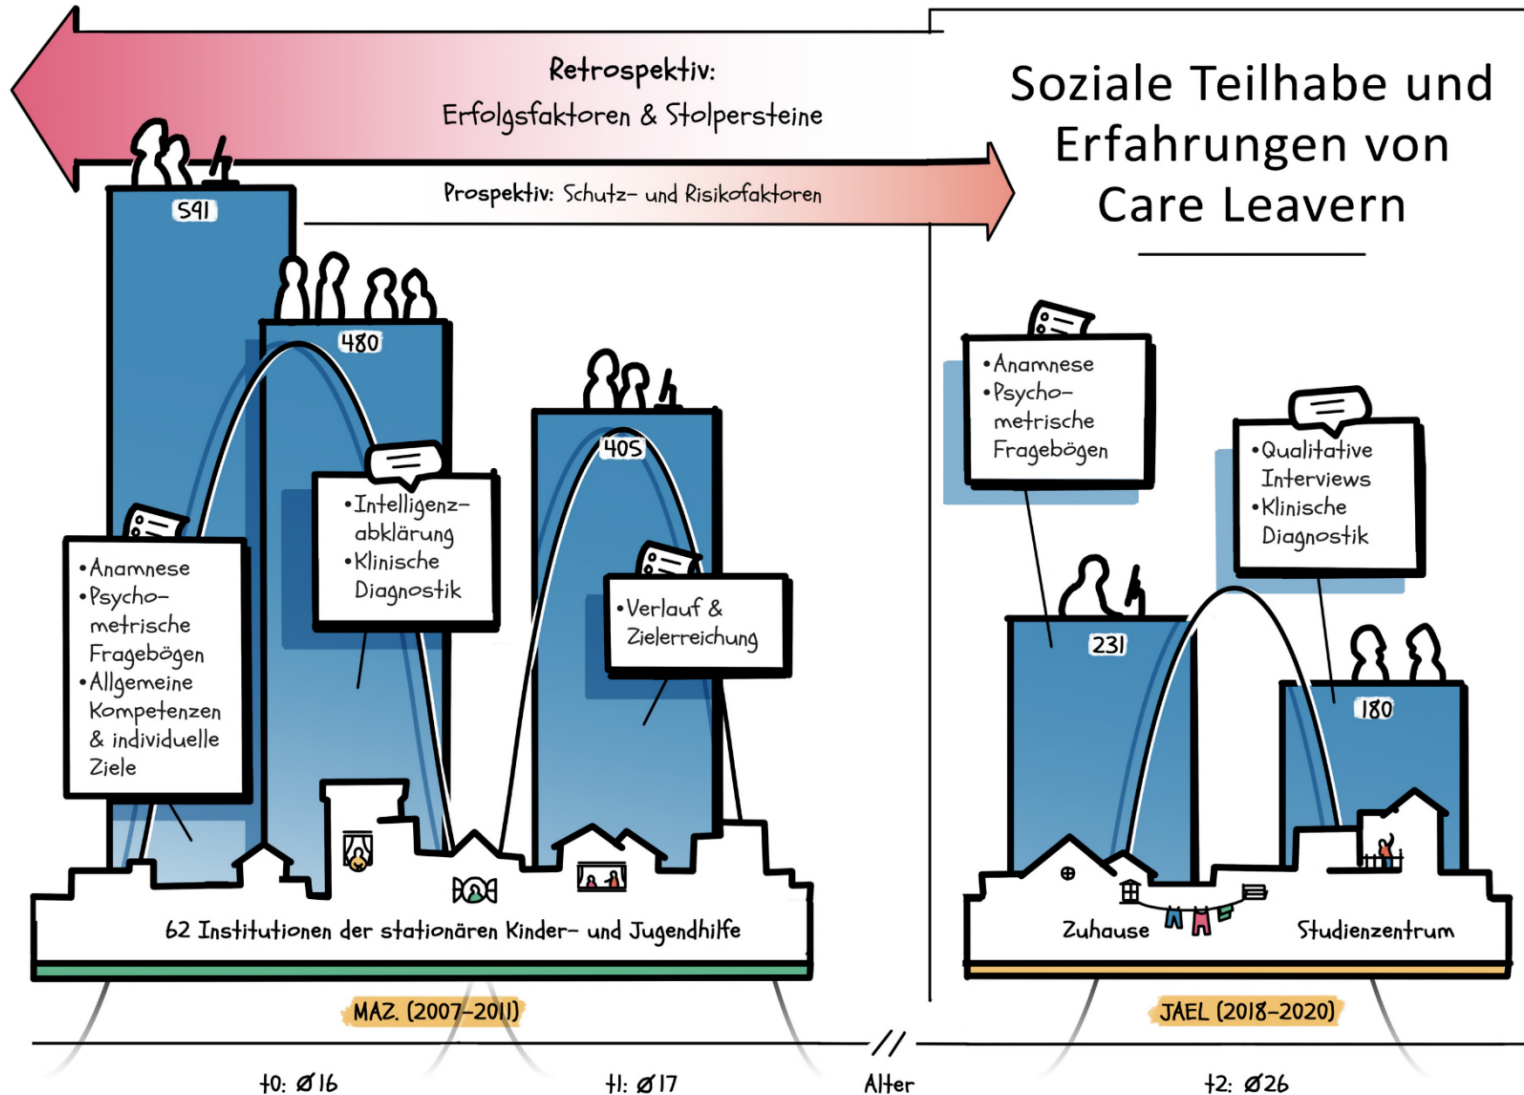 Retrospektiv:
Erfolgsfaktoren & Stolpersteine
Prospektiv: Schutz- und Risikofaktoren
Soziale Teilhabe und
Erfahrungen von
Care Leavern
591
480
405
231
180
•Anamnese
•Psycho-
metrische
Fragebögen
•Allgemeine
Kompetenzen
& individuelle
Ziele
•Intelligenz-
abklärung
•Klinische
Diagnostik
•Verlauf &
Zielerreichung
•Anamnese
•Psycho-
metrische
Fragebögen
•Qualitative
Interviews
•Klinische
Diagnostik
62 Institutionen der stationären Kinder- und Jugendhilfe
Zuhause
Studienzentrum
MAZ. (2007–2011)
JAEL (2018–2020)
t0: Ø 16
t1: Ø 17
Alter
t2: Ø26